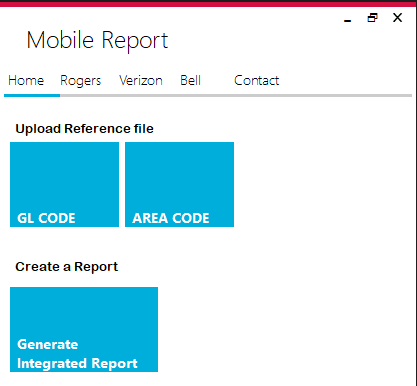 Mobile Report
Home Rogers Verizon Bell Contact
Upload Reference file
GL CODE AREA CODE
Create a Report
Generate
Integrated Report